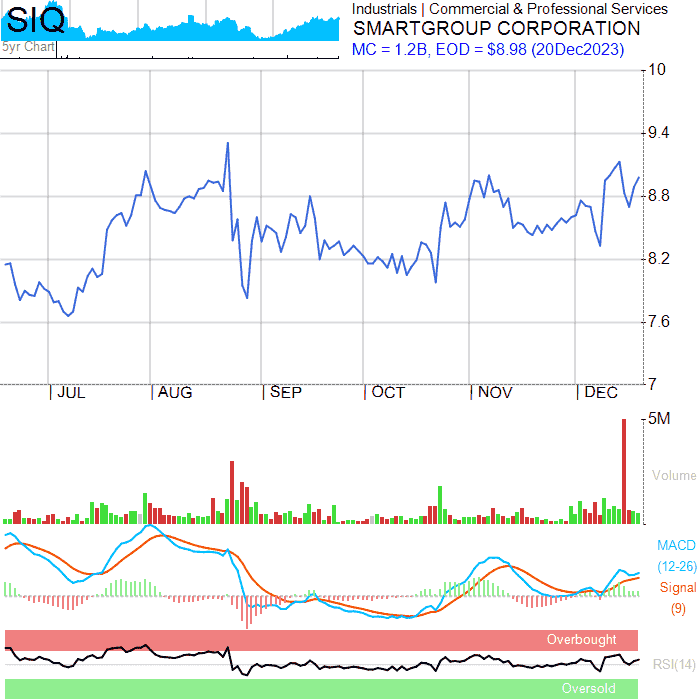 SIQ
5yr Chart
Industrials | Commercial & Professional Services
SMARTGROUP CORPORATION
MC = 1.2B, EOD = $8.98 (20Dec2023)
10
9.4
8.8
8.2
7.6
7
JUL AUG SEP OCT NOV DEC
5M
Volume
MACD
(12-26)
Signal
(9)
Overbought
RSI(14)
Oversold